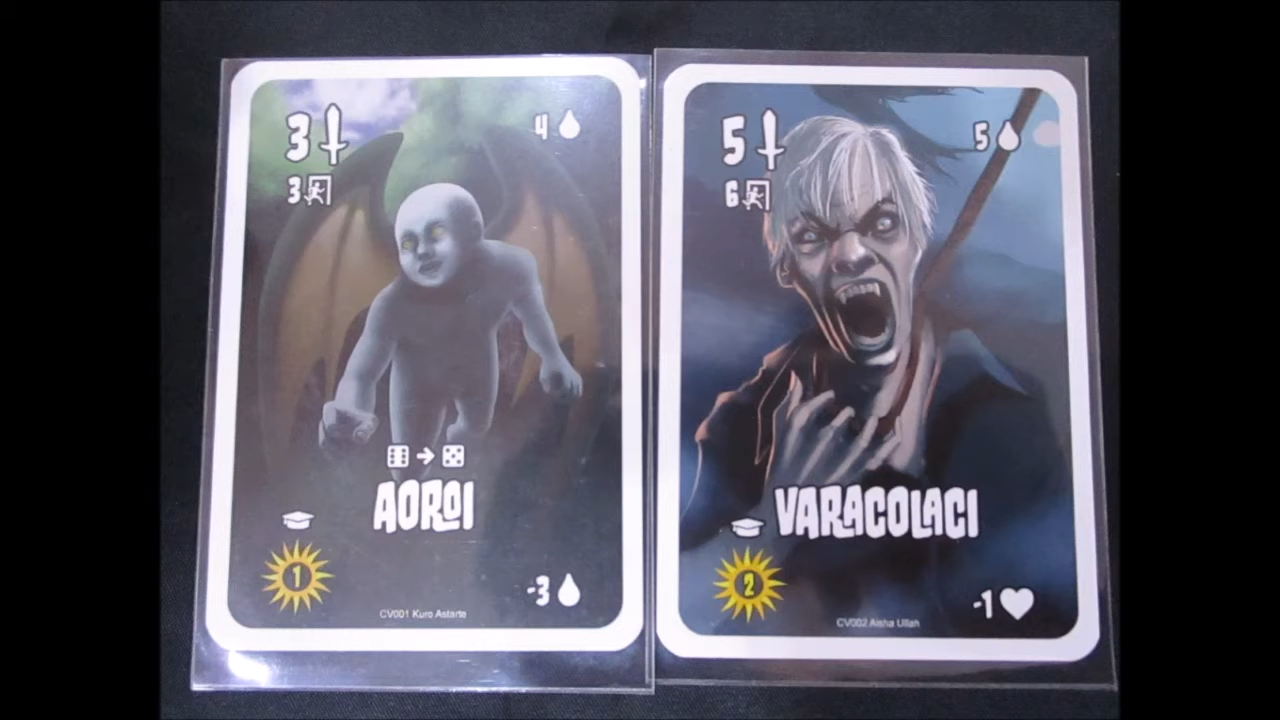 3
4
3
AOROI
1
-3
CV001 Kuro Astarte
5
5
6
VARACOLACI
2
-1
CV002 Aisha Ullah